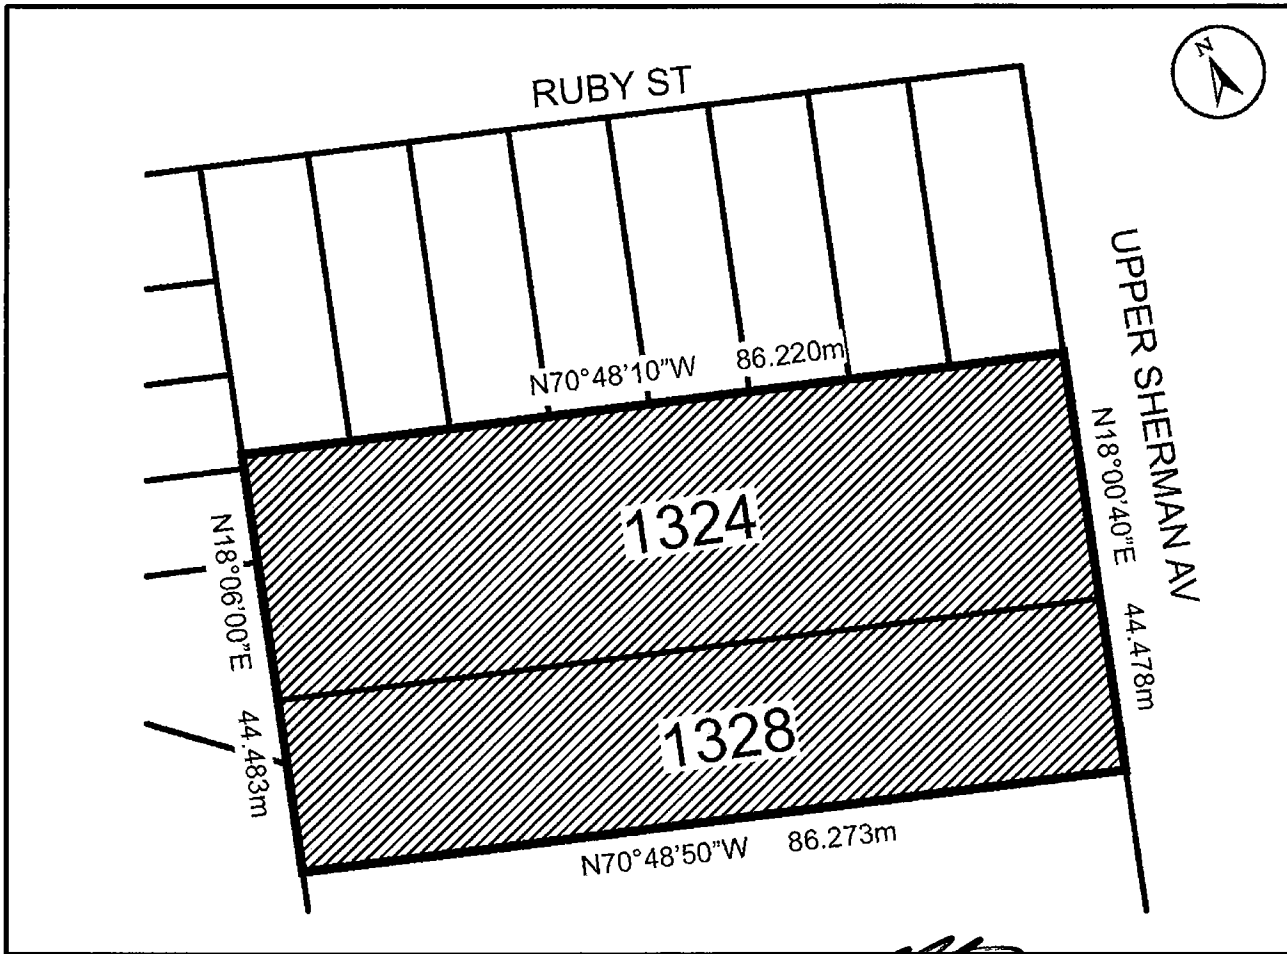 N
RUBY ST
UPPER SHERMAN AV
N70°48'10"W 86.220m
N18°00'40"E 44.478m
1324
N18°06'00"E 44.483m
1328
N70°48'50"W 86.273m